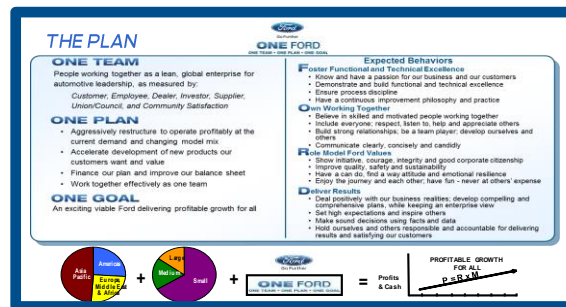 THE PLAN
Ford
Go Further
ONE FORD
ONE TEAM • ONE PLAN • ONE GOAL
ONE TEAM
People working together as a lean, global enterprise for
automotive leadership, as measured by:
Customer, Employee, Dealer, Investor, Supplier,
Union/Council, and Community Satisfaction
ONE PLAN
• Aggressively restructure to operate profitably at the
current demand and changing model mix
• Accelerate development of new products our
customers want and value
• Finance our plan and improve our balance sheet
• Work together effectively as one team
ONE GOAL
An exciting viable Ford delivering profitable growth for all
Expected Behaviors
Foster Functional and Technical Excellence
• Know and have a passion for our business and our customers
• Demonstrate and build functional and technical excellence
• Ensure process discipline
• Have a continuous improvement philosophy and practice
Own Working Together
• Believe in skilled and motivated people working together
• Include everyone; respect, listen to, help and appreciate others
• Build strong relationships; be a team player; develop ourselves and
others
• Communicate clearly, concisely and candidly
Role Model Ford Values
• Show initiative, courage, integrity and good corporate citizenship
• Improve quality, safety and sustainability
• Have a can do, find a way attitude and emotional resilience
• Enjoy the journey and each other; have fun - never at others' expense
Deliver Results
• Deal positively with our business realities; develop compelling and
comprehensive plans, while keeping an enterprise view
• Set high expectations and inspire others
• Make sound decisions using facts and data
• Hold ourselves and others responsible and accountable for delivering
results and satisfying our customers
Asia
Pacific
Americas
Europe,
Middle East
& Africa
+
Large
Medium
Small
+
Ford
Go Further
ONE FORD
ONE TEAM • ONE PLAN • ONE GOAL
=
Profits
& Cash
PROFITABLE GROWTH
FOR ALL
P=RxM